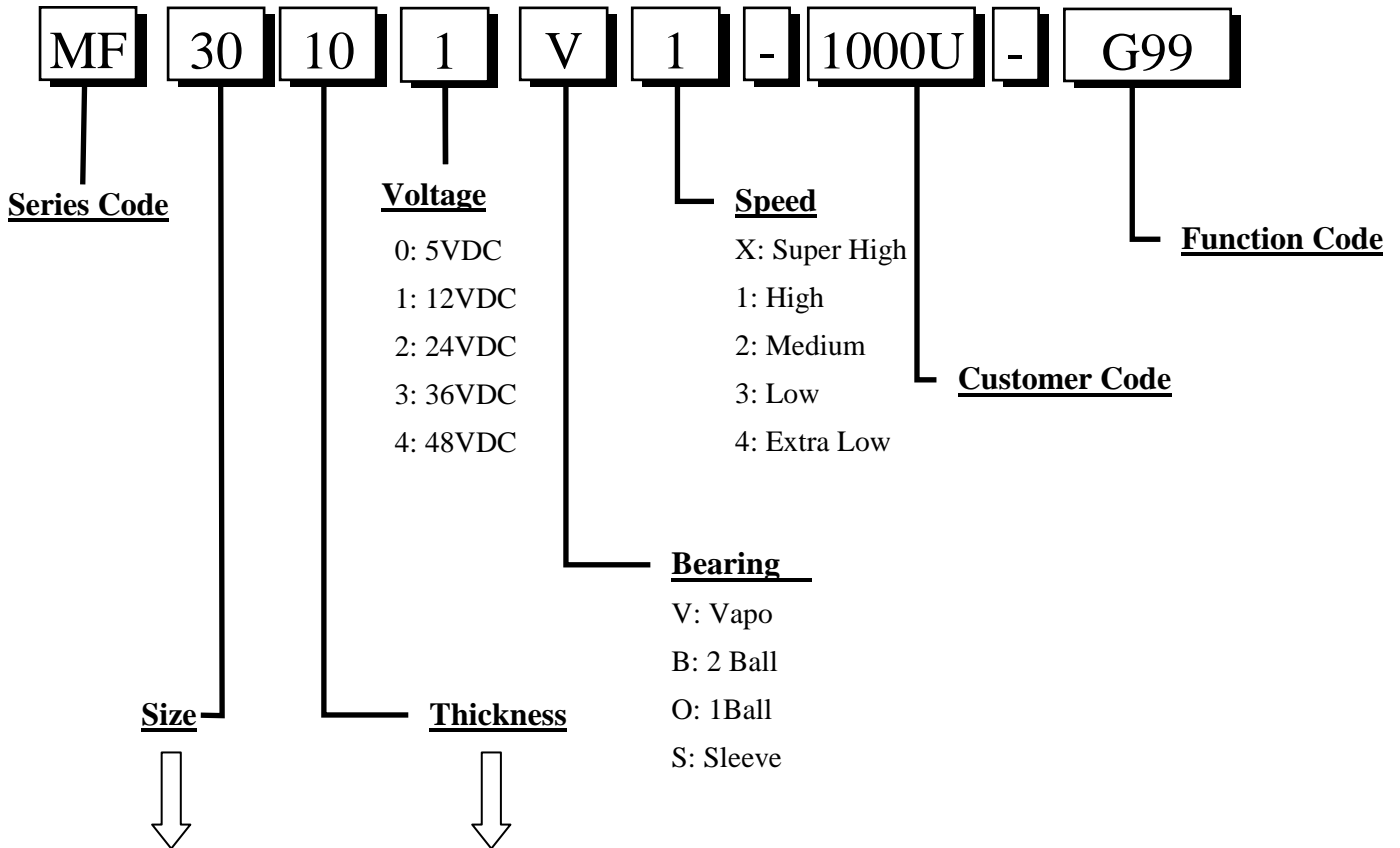 MF 30 10 1 V 1 - 1000U - G99
Series Code
Voltage
0: 5VDC
1: 12VDC
2: 24VDC
3: 36VDC
4: 48VDC
Speed
X: Super High
1: High
2: Medium
3: Low
4: Extra Low
Function Code
Customer Code
Bearing
V: Vapo
B: 2 Ball
O: 1Ball
S: Sleeve
Size
Thickness